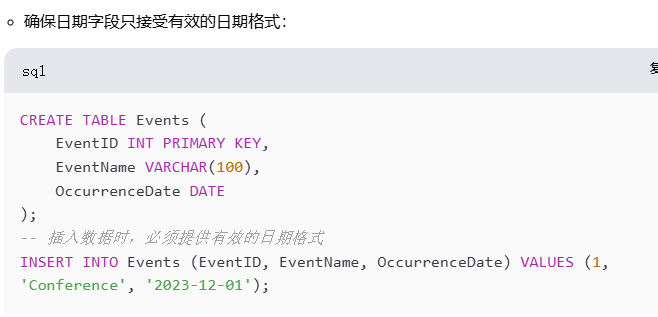 确保日期字段只接受有效的日期格式：
sql
CREATE TABLE Events (
    EventID INT PRIMARY KEY,
    EventName VARCHAR(100),
    OccurrenceDate DATE
);
-- 插入数据时，必须提供有效的日期格式
INSERT INTO Events (EventID, EventName, OccurrenceDate) VALUES (1,
'Conference', '2023-12-01');